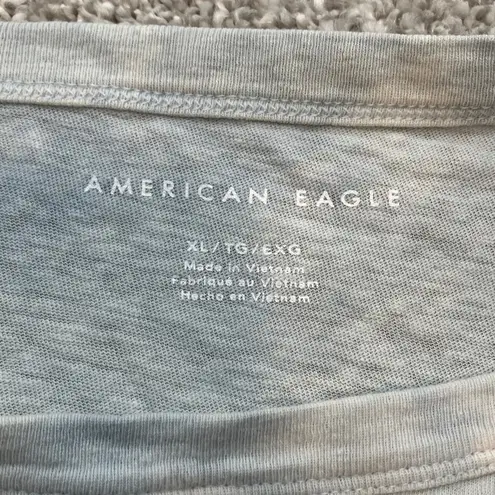 AMERICAN EAGLE
XL/TG/EXG
Made in Vietnam
Fabriqué au Vietnam
Hecho en Vietnam